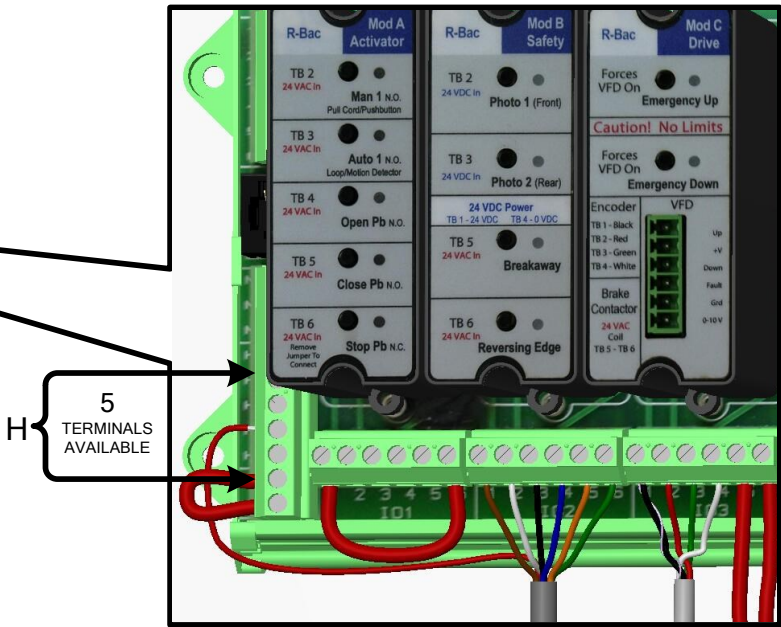 R-Bac
Mod A
Activator
TB 2
24 VAC In
Man 1 N.O.
Pull Cord/Pushbutton
TB 3
24 VAC In
Auto 1 N.O.
Loop/Motion Detector
TB 4
24 VAC In
Open Pb N.O.
TB 5
24 VAC In
Close Pb N.O.
TB 6
24 VAC In
Remove
Jumper To
Connect
Stop Pb N.C.
R-Bac
Mod B
Safety
TB 2
24 VDC In
Photo 1 (Front)
TB 3
24 VDC In
Photo 2 (Rear)
24 VDC Power
TB 1 - 24 VDC TB 4 - 0 VDC
TB 5
24 VAC In
Breakaway
TB 6
24 VAC In
Reversing Edge
R-Bac
Mod C
Drive
Forces
VFD On
Emergency Up
Caution! No Limits
Forces
VFD On
Emergency Down
Encoder
TB 1 - Black
TB 2 - Red
TB 3 - Green
TB 4 - White
Brake
Contactor
24 VAC
Coil
TB 5 - TB 6
VFD
Up
+V
Down
Fault
Grd
0-10 V
H
5
TERMINALS
AVAILABLE
2 3 4 5
IO1
IO2
IO3